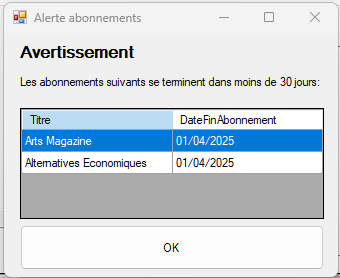 Alerte abonnements
Avertissement
Les abonnements suivants se terminent dans moins de 30 jours:
Titre DateFinAbonnement
Arts Magazine 01/04/2025
Alternatives Economiques 01/04/2025
OK